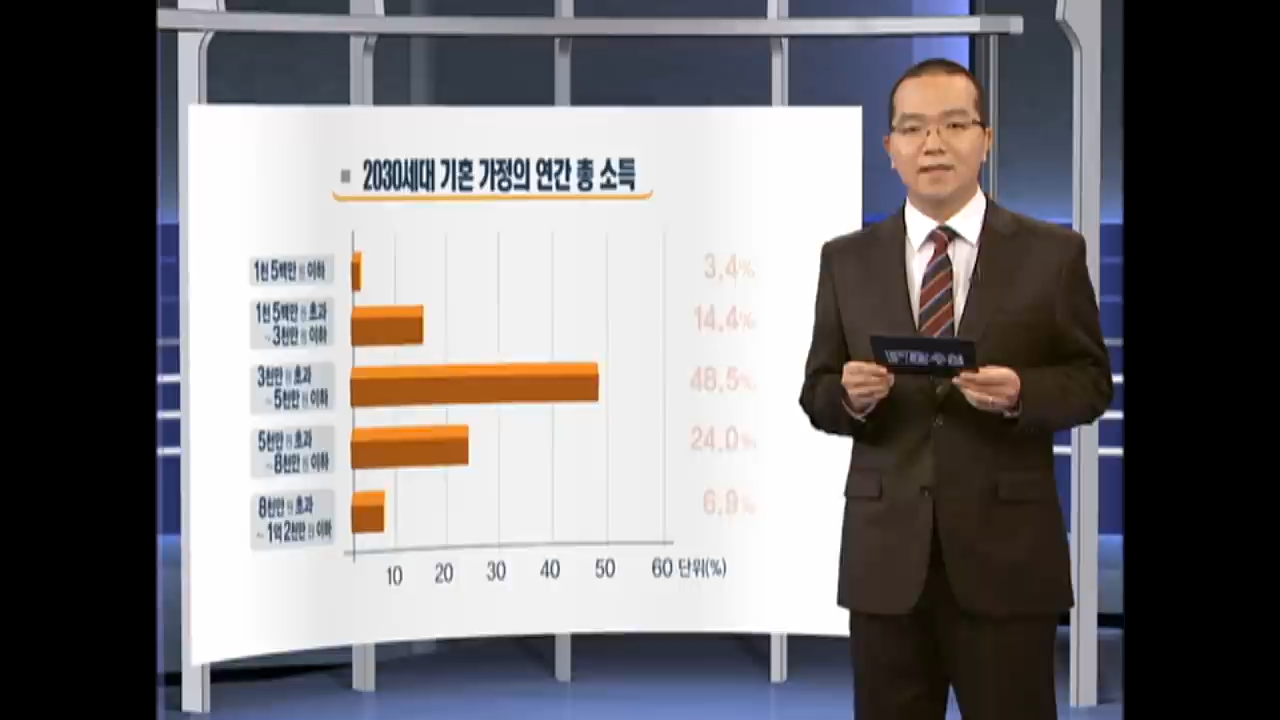 2030세대 기혼 가정의 연간 총 소득
1천 5백만 원 이하
3.4%
1천 5백만 원 초과
~ 3천만 원 이하
14.4%
3천만 원 초과
~ 5천만 원 이하
48.5%
5천만 원 초과
~ 8천만 원 이하
24.0%
8천만 원 초과
~ 1억 2천만 원 이하
10 20 30 40 50 60 단위(%)